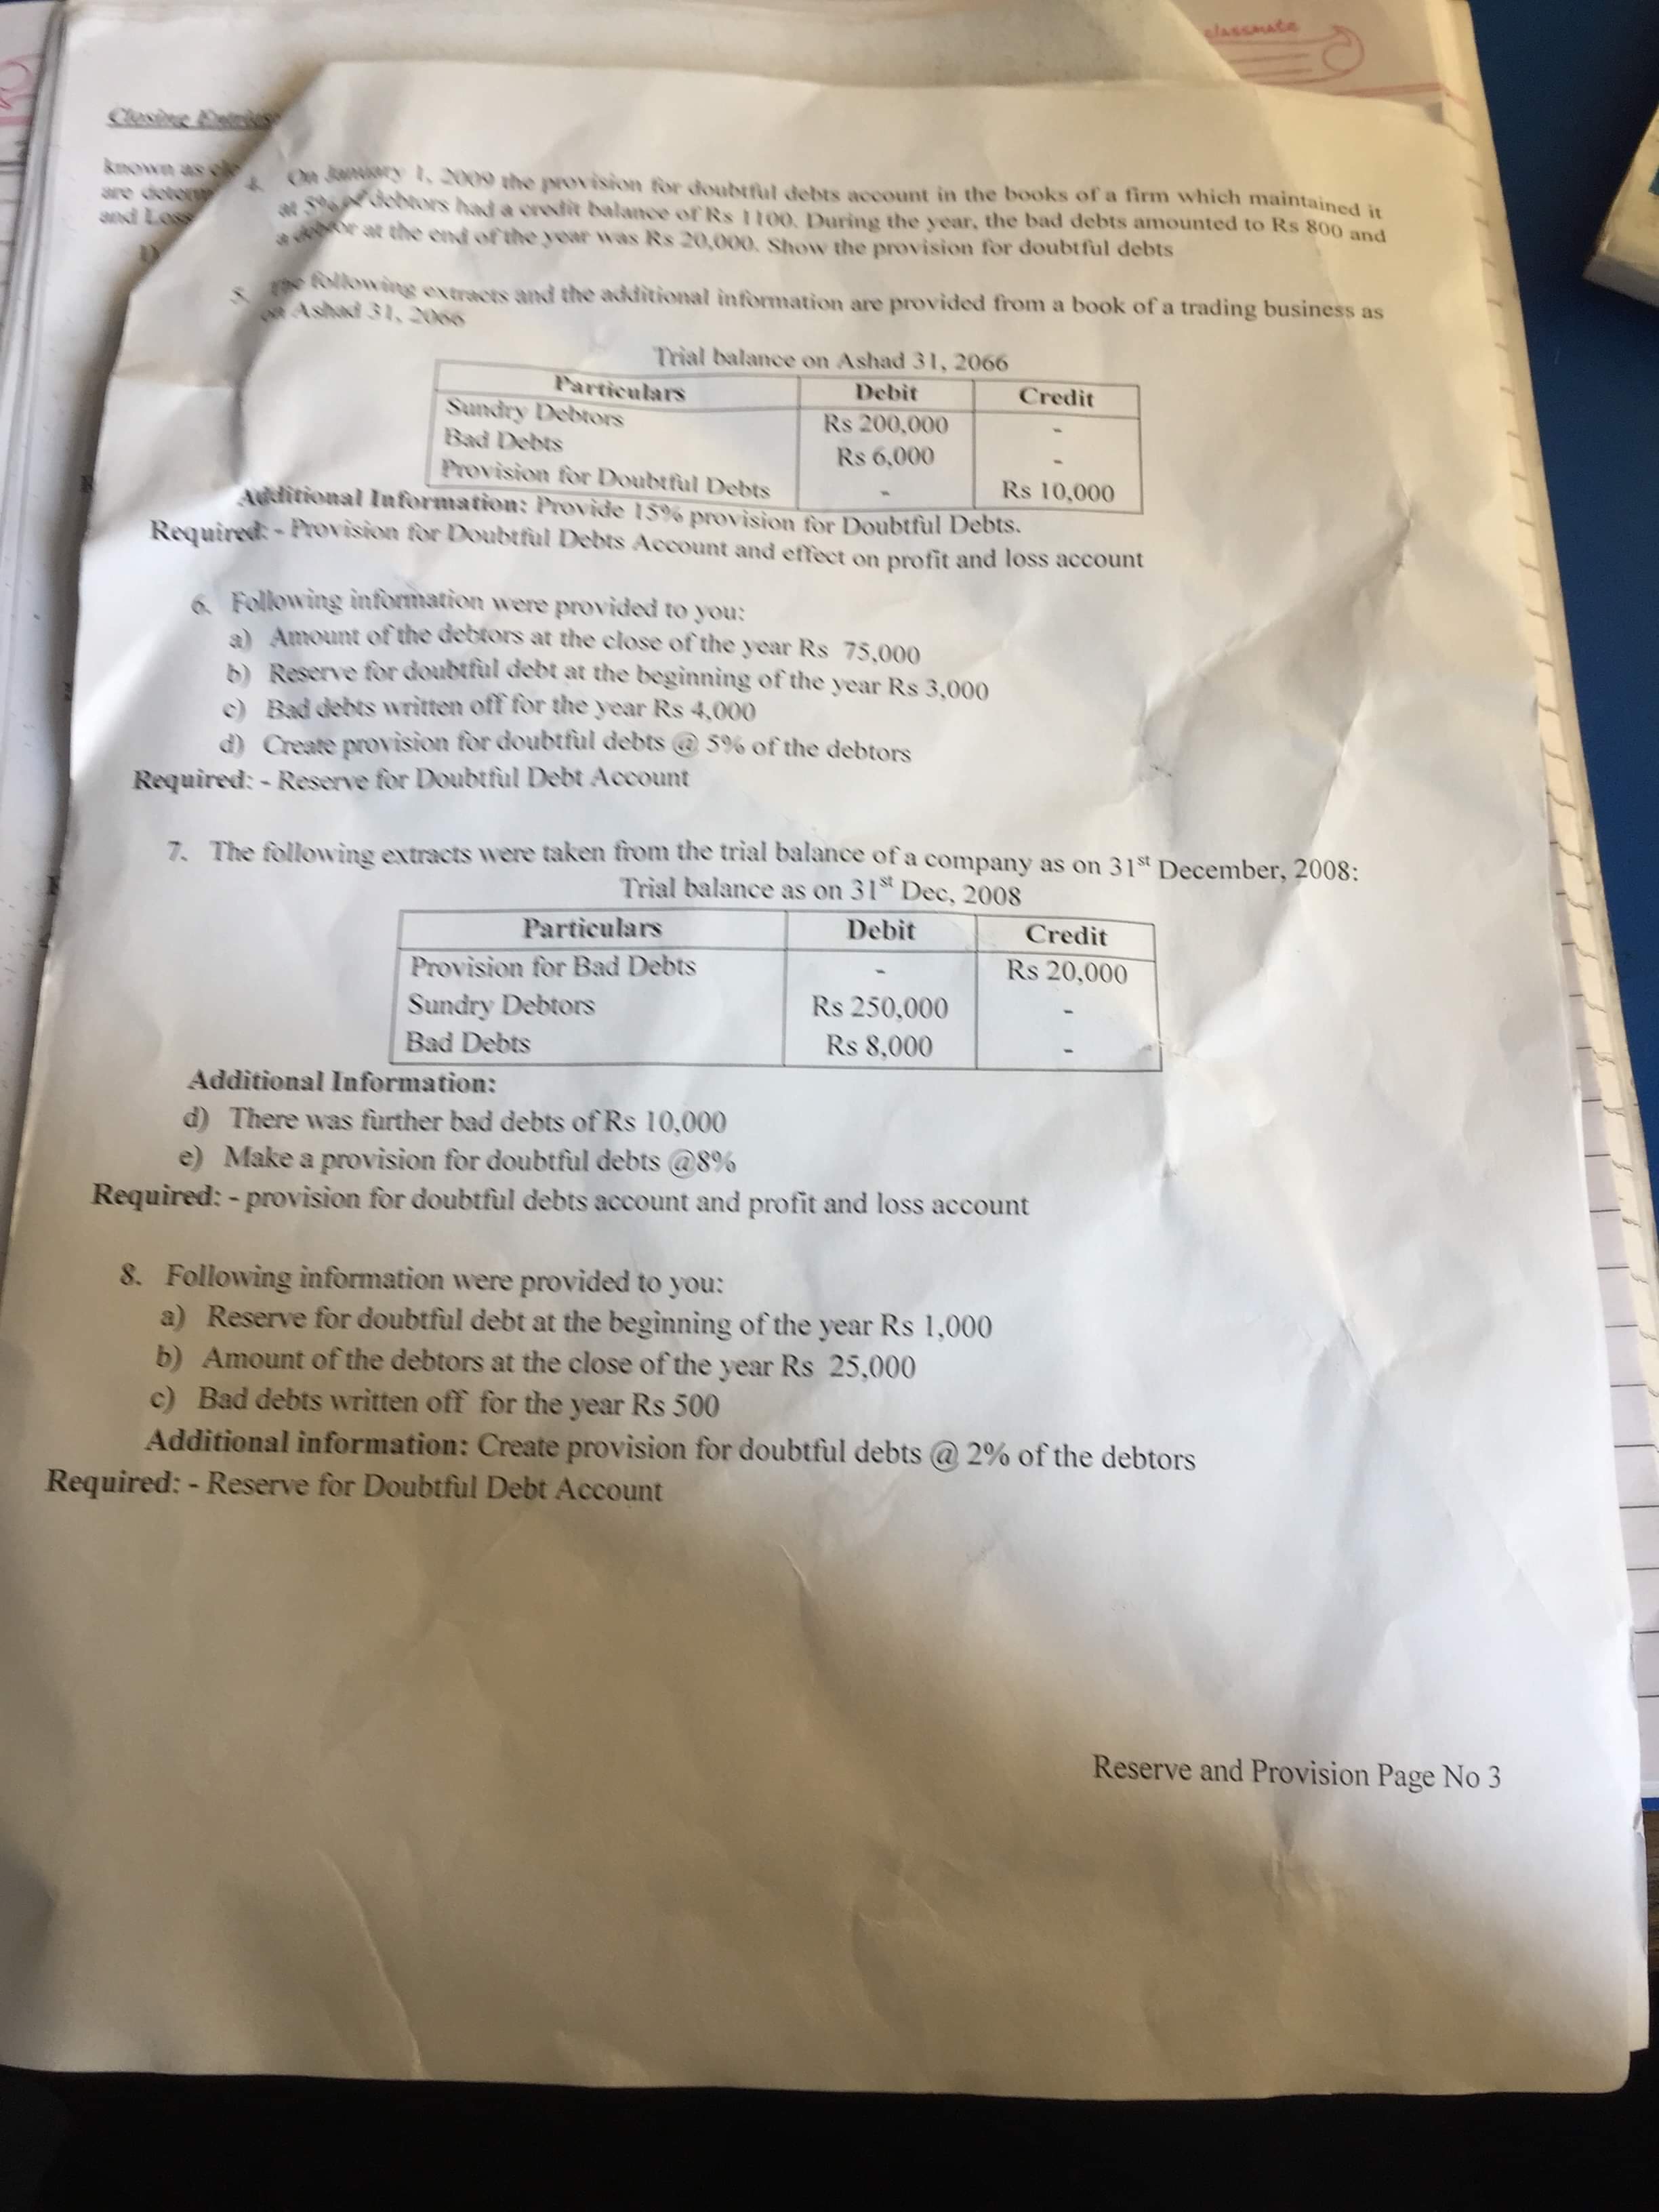 classmate
Closing Entries
known as clo
are determ
and Loss
1)
4. On January 1, 2009 the provision for doubtful debts account in the books of a firm which maintained it
at 5% of debtors had a credit balance of Rs 1100. During the year, the bad debts amounted to Rs 800 and
a debtor at the end of the year was Rs 20,000. Show the provision for doubtful debts
5. The following extracts and the additional information are provided from a book of a trading business as
on Ashad 31, 2066
Trial balance on Ashad 31, 2066
Particulars Debit Credit
Sundry Debtors Rs 200,000 -
Bad Debts Rs 6,000 -
Provision for Doubtful Debts - Rs 10,000
Additional Information: Provide 15% provision for Doubtful Debts.
Required: - Provision for Doubtful Debts Account and effect on profit and loss account
6. Following information were provided to you:
a) Amount of the debtors at the close of the year Rs 75,000
b) Reserve for doubtful debt at the beginning of the year Rs 3,000
c) Bad debts written off for the year Rs 4,000
d) Create provision for doubtful debts @ 5% of the debtors
Required: - Reserve for Doubtful Debt Account
7. The following extracts were taken from the trial balance of a company as on 31st December, 2008:
Trial balance as on 31st Dec, 2008
Particulars Debit Credit
Provision for Bad Debts - Rs 20,000
Sundry Debtors Rs 250,000 -
Bad Debts Rs 8,000 -
Additional Information:
d) There was further bad debts of Rs 10,000
e) Make a provision for doubtful debts @8%
Required: - provision for doubtful debts account and profit and loss account
8. Following information were provided to you:
a) Reserve for doubtful debt at the beginning of the year Rs 1,000
b) Amount of the debtors at the close of the year Rs 25,000
c) Bad debts written off for the year Rs 500
Additional information: Create provision for doubtful debts @ 2% of the debtors
Required: - Reserve for Doubtful Debt Account
Reserve and Provision Page No 3